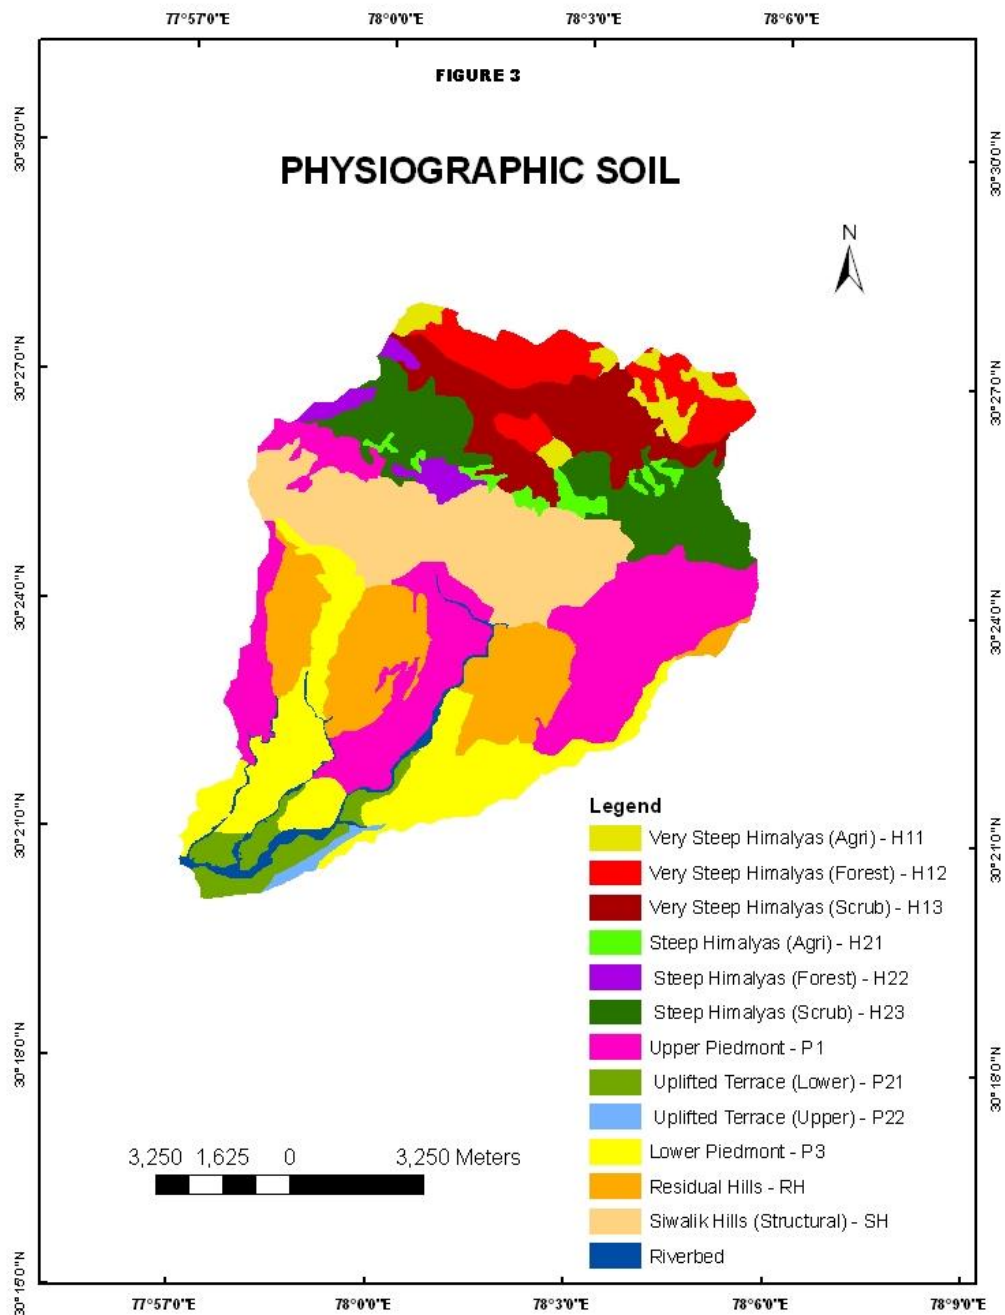 77°57'0"E 78°0'0"E 78°3'0"E 78°6'0"E
FIGURE 3
PHYSIOGRAPHIC SOIL
N
30°30'0"N
30°27'0"N
30°24'0"N
30°21'0"N
30°18'0"N
30°15'0"N
30°30'0"N
30°27'0"N
30°24'0"N
30°21'0"N
30°18'0"N
Legend
Very Steep Himalyas (Agri) - H11
Very Steep Himalyas (Forest) - H12
Very Steep Himalyas (Scrub) - H13
Steep Himalyas (Agri) - H21
Steep Himalyas (Forest) - H22
Steep Himalyas (Scrub) - H23
Upper Piedmont - P1
Uplifted Terrace (Lower) - P21
Uplifted Terrace (Upper) - P22
Lower Piedmont - P3
Residual Hills - RH
Siwalik Hills (Structural) - SH
Riverbed
3,250 1,625 0 3,250 Meters
77°57'0"E 78°0'0"E 78°3'0"E 78°6'0"E 78°9'0"E